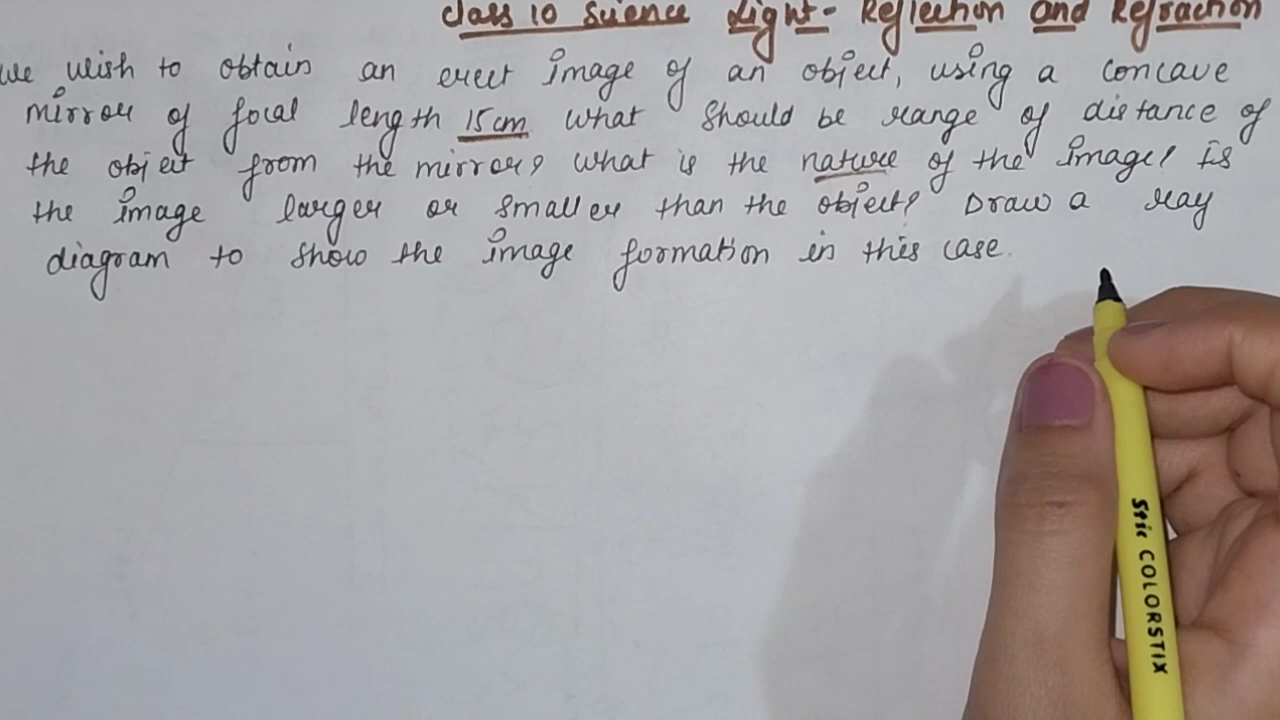 Class 10 Science Light - Reflection and Refraction
We wish to obtain an erect image of an object, using a concave
mirror of focal length 15 cm what should be range of distance of
the object from the mirror? what is the nature of the image? Is
the image larger or smaller than the object? Draw a ray
diagram to show the image formation in this case.
Stic COLORSTIX